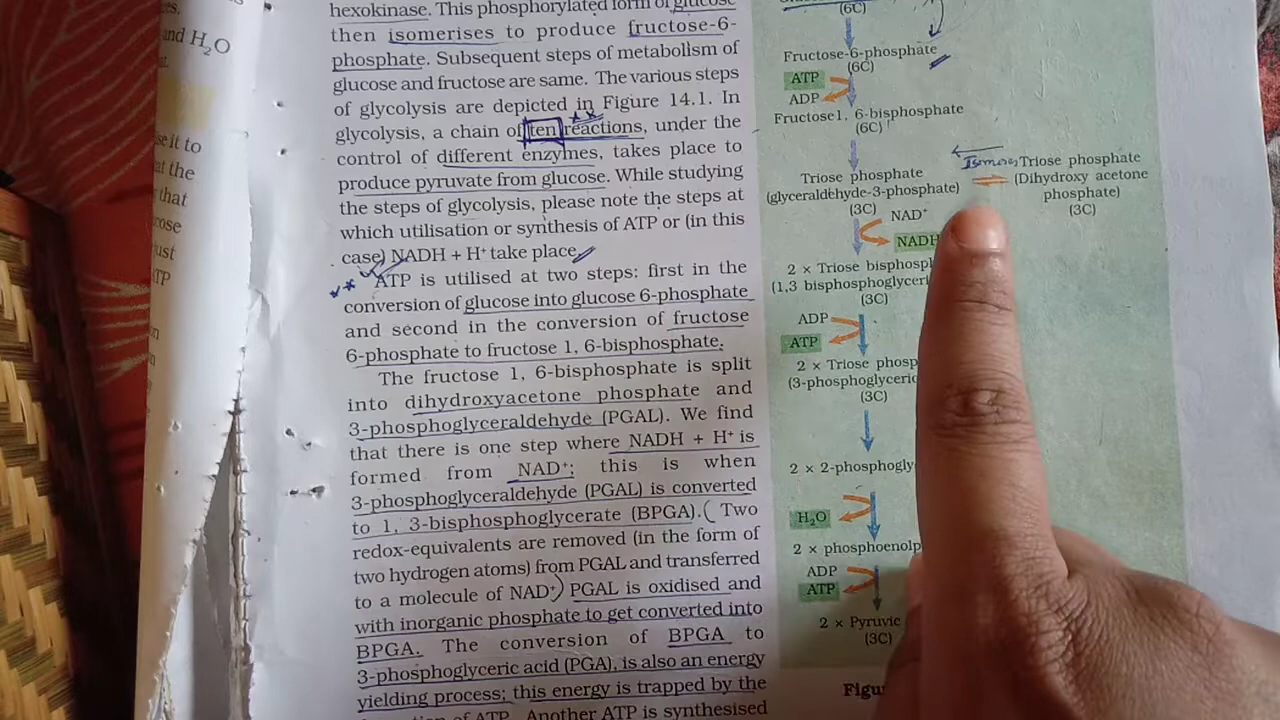 and H₂O
se it to
at the
that
cose
just
ATP
hexokinase. This phosphorylated form of glucose
then isomerises to produce fructose-6-
phosphate. Subsequent steps of metabolism of
glucose and fructose are same. The various steps
of glycolysis are depicted in Figure 14.1. In
glycolysis, a chain of ten reactions, under the
control of different enzymes, takes place to
produce pyruvate from glucose. While studying
the steps of glycolysis, please note the steps at
which utilisation or synthesis of ATP or (in this
case) NADH + H⁺ take place.
ATP is utilised at two steps: first in the
conversion of glucose into glucose 6-phosphate
and second in the conversion of fructose
6-phosphate to fructose 1, 6-bisphosphate.
The fructose 1, 6-bisphosphate is split
into dihydroxyacetone phosphate and
3-phosphoglyceraldehyde (PGAL). We find
that there is one step where NADH + H⁺ is
formed from NAD⁺; this is when
3-phosphoglyceraldehyde (PGAL) is converted
to 1, 3-bisphosphoglycerate (BPGA). (Two
redox-equivalents are removed (in the form of
two hydrogen atoms) from PGAL and transferred
to a molecule of NAD⁺) PGAL is oxidised and
with inorganic phosphate to get converted into
BPGA. The conversion of BPGA to
3-phosphoglyceric acid (PGA), is also an energy
yielding process; this energy is trapped by the
of ATP. Another ATP is synthesised
(6C)
Fructose-6-phosphate
(6C)
ATP
ADP
Fructose1, 6-bisphosphate
(6C)
Triose phosphate
(glyceraldehyde-3-phosphate)
(3C)
Triose phosphate
(Dihydroxy acetone
phosphate)
(3C)
NAD⁺
NADH
2 × Triose bisphosp
(1,3 bisphosphoglyceri
(3C)
ADP
ATP
2 × Triose phosp
(3-phosphoglyceric
(3C)
2 × 2-phosphogly
H₂O
2 × phosphoenolp
ADP
ATP
2 × Pyruvic
(3C)
Figu